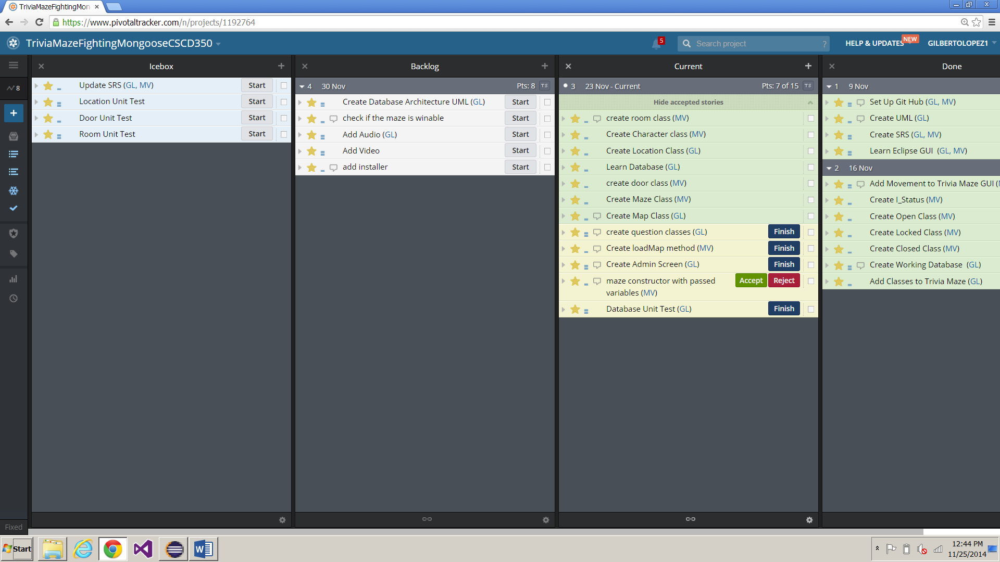 TriviaMazeFightingMon
https://www.pivotaltracker.com/n/projects/1192764
TriviaMazeFightingMongooseCSCD350
5
Search project
?
HELP & UPDATES
NEW
GILBERTOLOPEZ1
8
Fixed
Icebox
Update SRS (GL, MV) Start
Location Unit Test Start
Door Unit Test Start
Room Unit Test Start
Backlog
4 30 Nov Pts: 8 TS
Create Database Architecture UML (GL) Start
check if the maze is winable Start
Add Audio (GL) Start
Add Video Start
add installer Start
Current
3 23 Nov - Current Pts: 7 of 15 TS
Hide accepted stories
create room class (MV)
Create Character class (MV)
Create Location Class (GL)
Learn Database (GL)
create door class (MV)
Create Maze Class (MV)
Create Map Class (GL)
create question classes (GL) Finish
Create loadMap method (MV) Finish
Create Admin Screen (GL) Finish
maze constructor with passed Accept Reject
variables (MV)
Database Unit Test (GL) Finish
Done
1 9 Nov
Set Up Git Hub (GL, MV)
Create UML (GL)
Create SRS (GL, MV)
Learn Eclipse GUI (GL, MV)
2 16 Nov
Add Movement to Trivia Maze GUI (
Create I_Status (MV)
Create Open Class (MV)
Create Locked Class (MV)
Create Closed Class (MV)
Create Working Database (GL)
Add Classes to Trivia Maze (GL)
Start
12:44 PM
11/25/2014